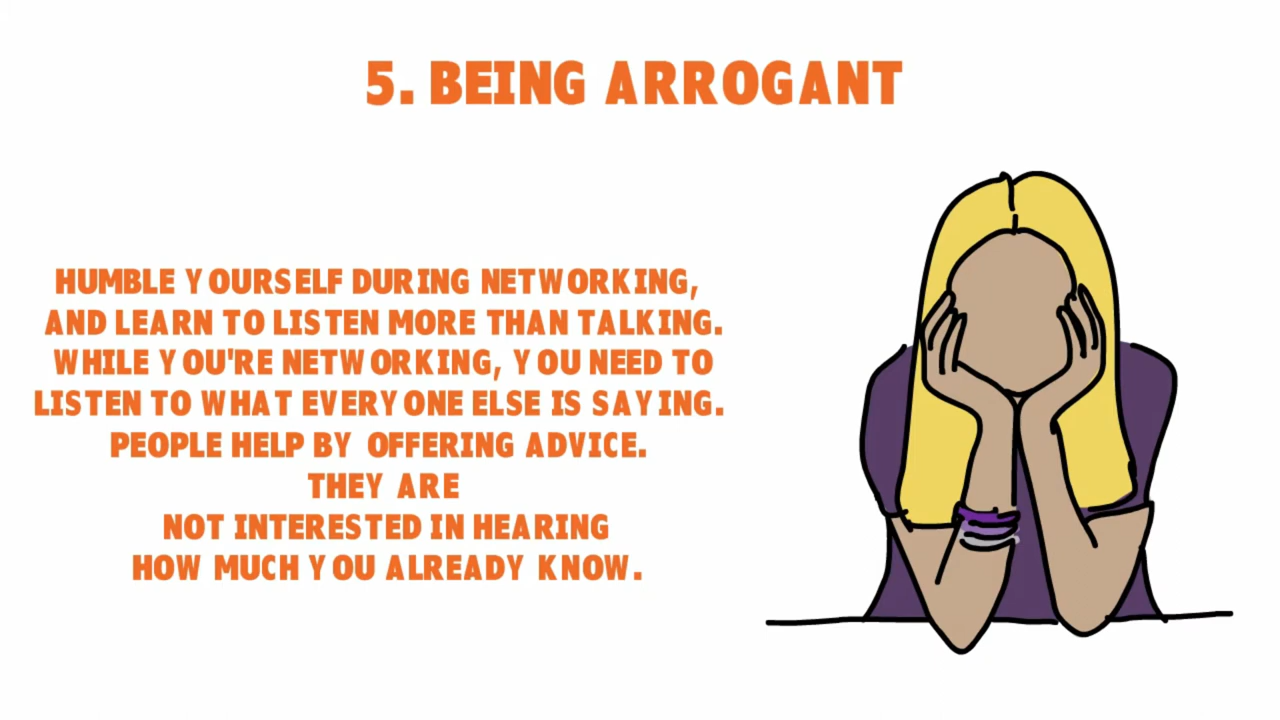 5. BEING ARROGANT
HUMBLE YOURSELF DURING NETWORKING,
AND LEARN TO LISTEN MORE THAN TALKING.
WHILE YOU'RE NETWORKING, YOU NEED TO
LISTEN TO WHAT EVERYONE ELSE IS SAYING.
PEOPLE HELP BY OFFERING ADVICE.
THEY ARE
NOT INTERESTED IN HEARING
HOW MUCH YOU ALREADY KNOW.